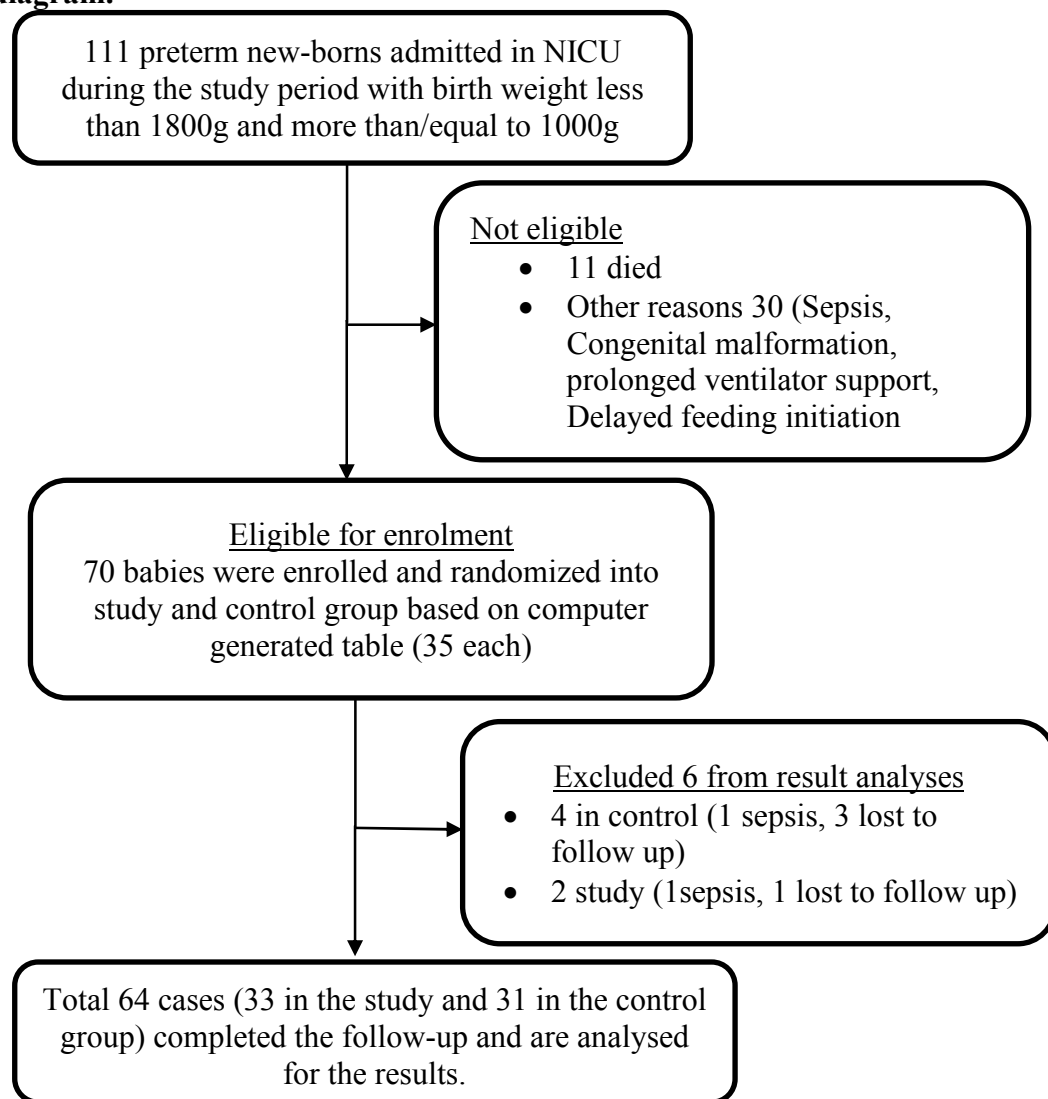 diagram.
111 preterm new-borns admitted in NICU
during the study period with birth weight less
than 1800g and more than/equal to 1000g
Not eligible
• 11 died
• Other reasons 30 (Sepsis,
Congenital malformation,
prolonged ventilator support,
Delayed feeding initiation
Eligible for enrolment
70 babies were enrolled and randomized into
study and control group based on computer
generated table (35 each)
Excluded 6 from result analyses
• 4 in control (1 sepsis, 3 lost to
follow up)
• 2 study (1sepsis, 1 lost to follow up)
Total 64 cases (33 in the study and 31 in the control
group) completed the follow-up and are analysed
for the results.